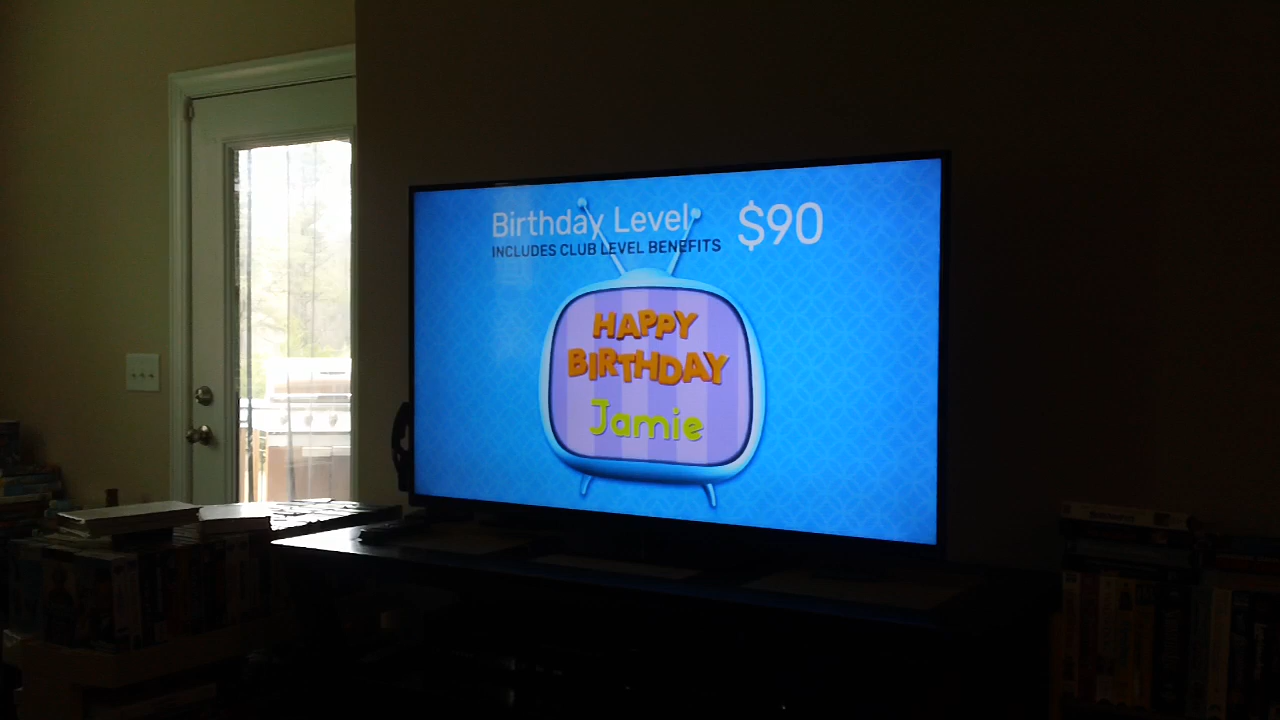 Birthday Level
$90
INCLUDES CLUB LEVEL BENEFITS
HAPPY
BIRTHDAY
Jamie